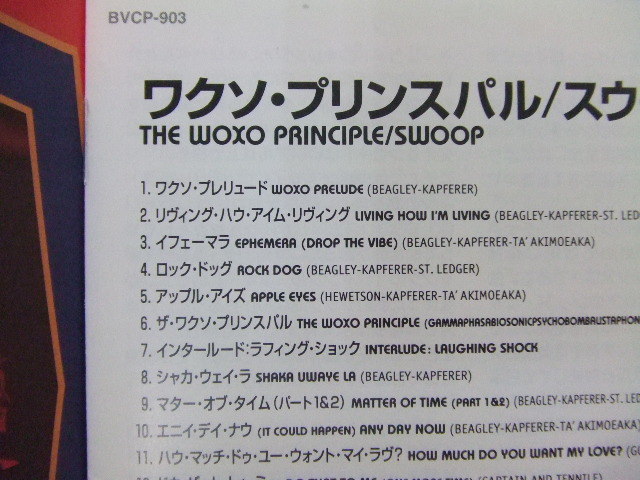 BVCP-903
ワクソ・プリンスパル/スウ
THE WOXO PRINCIPLE/SWOOP
1. ワクソ・プレリュード WOXO PRELUDE (BEAGLEY-KAPFERER)
2. リヴィング・ハウ・アイム・リヴィング LIVING HOW I'M LIVING (BEAGLEY-KAPFERER-ST. LED
3. イフェーマラ EPHEMERA (DROP THE VIBE) (BEAGLEY-KAPFERER-TA' AKIMOEAKA)
4. ロック・ドッグ ROCK DOG (BEAGLEY-KAPFERER-ST. LEDGER)
5. アップル・アイズ APPLE EYES (HEWETSON-KAPFERER-TA' AKIMOEAKA)
6. ザ・ワクソ・プリンスパル THE WOXO PRINCIPLE (GAMMAPHASABIOSONICPSYCHOBOMBRUSTAPHON
7. インタールード:ラフィング・ショック INTERLUDE: LAUGHING SHOCK
8. シャカ・ウェイ・ラ SHAKA UWAYE LA (BEAGLEY-KAPFERER)
9. マター・オブ・タイム(パート1&2) MATTER OF TIME (PART 1&2) (BEAGLEY-KAPFERER-ST. LED
10. エニイ・デイ・ナウ (IT COULD HAPPEN) ANY DAY NOW (BEAGLEY-KAPFERER-TA' AKIMOEAKA)
11. ハウ・マッチ・ドゥ・ユー・ウォント・マイ・ラヴ? HOW MUCH DO YOU WANT MY LOVE? (GO